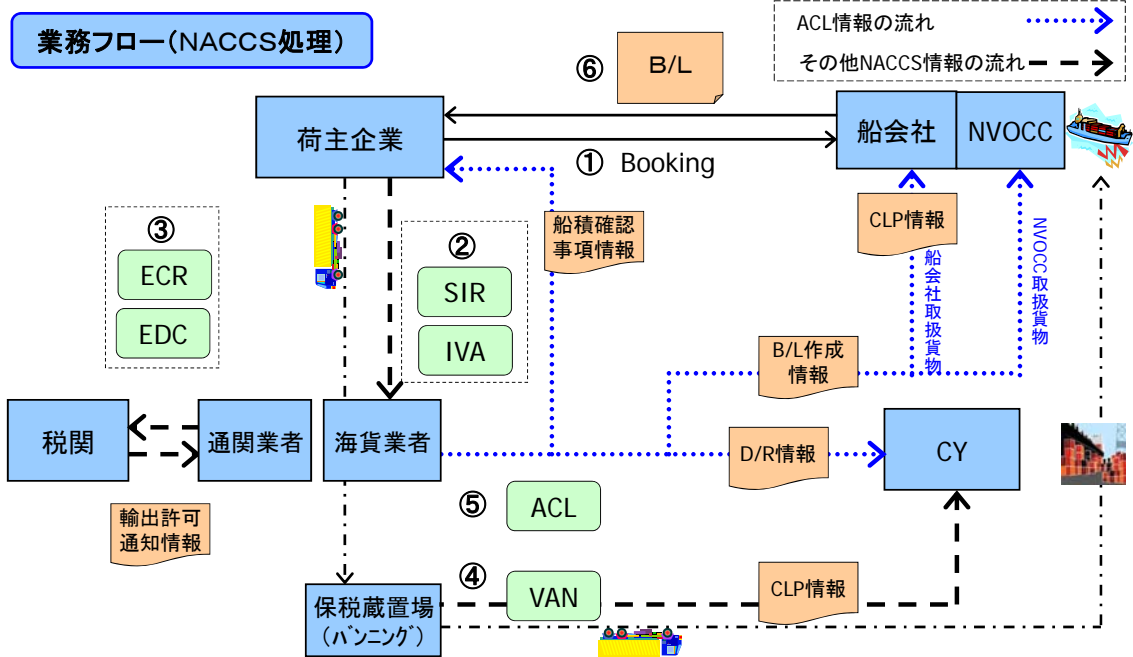 業務フロー(NACCS処理)
ACL情報の流れ
その他NACCS情報の流れ
⑥
B/L
荷主企業
船会社
NVOCC
① Booking
③
ECR
EDC
②
SIR
IVA
船積確認
事項情報
CLP情報
船会社取扱貨物
NVOCC取扱貨物
B/L作成
情報
税関
通関業者
海貨業者
D/R情報
CY
輸出許可
通知情報
⑤
ACL
④
VAN
CLP情報
保税蔵置場
(バンニング)